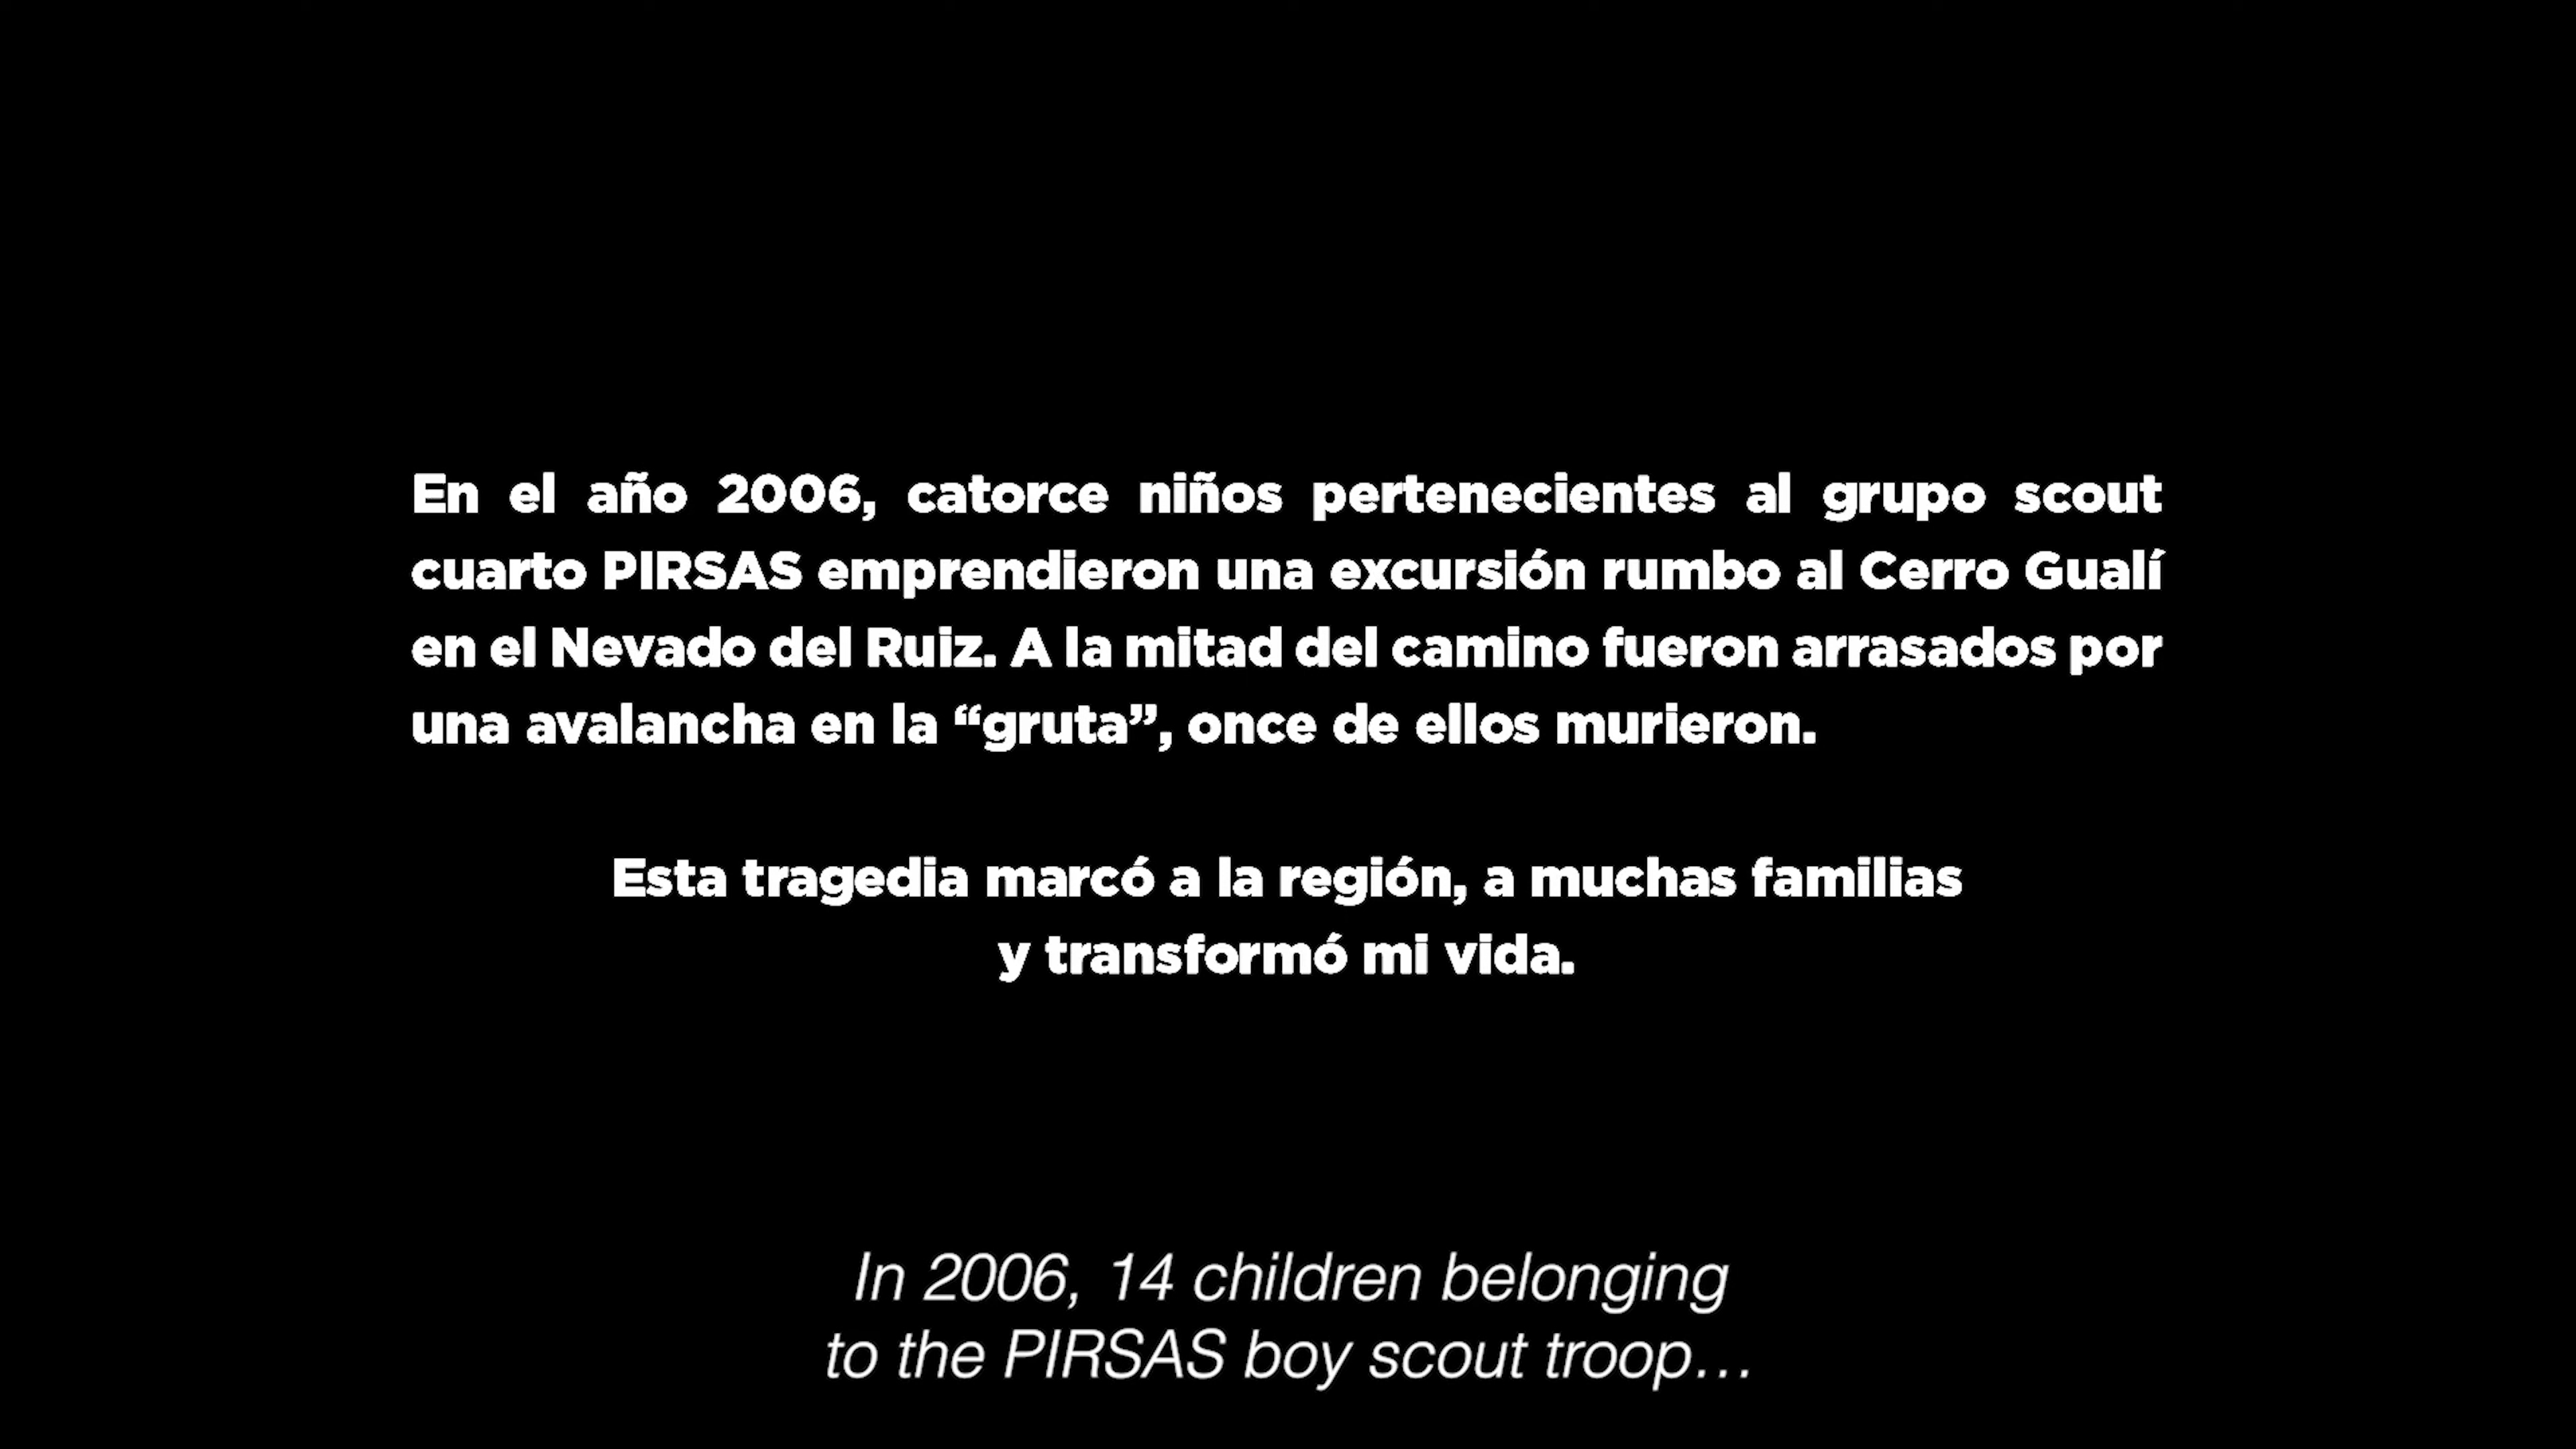 En el año 2006, catorce niños pertenecientes al grupo scout
cuarto PIRSAS emprendieron una excursión rumbo al Cerro Gualí
en el Nevado del Ruiz. A la mitad del camino fueron arrasados por
una avalancha en la “gruta”, once de ellos murieron.
Esta tragedia marcó a la región, a muchas familias
y transformó mi vida.
In 2006, 14 children belonging
to the PIRSAS boy scout troop…